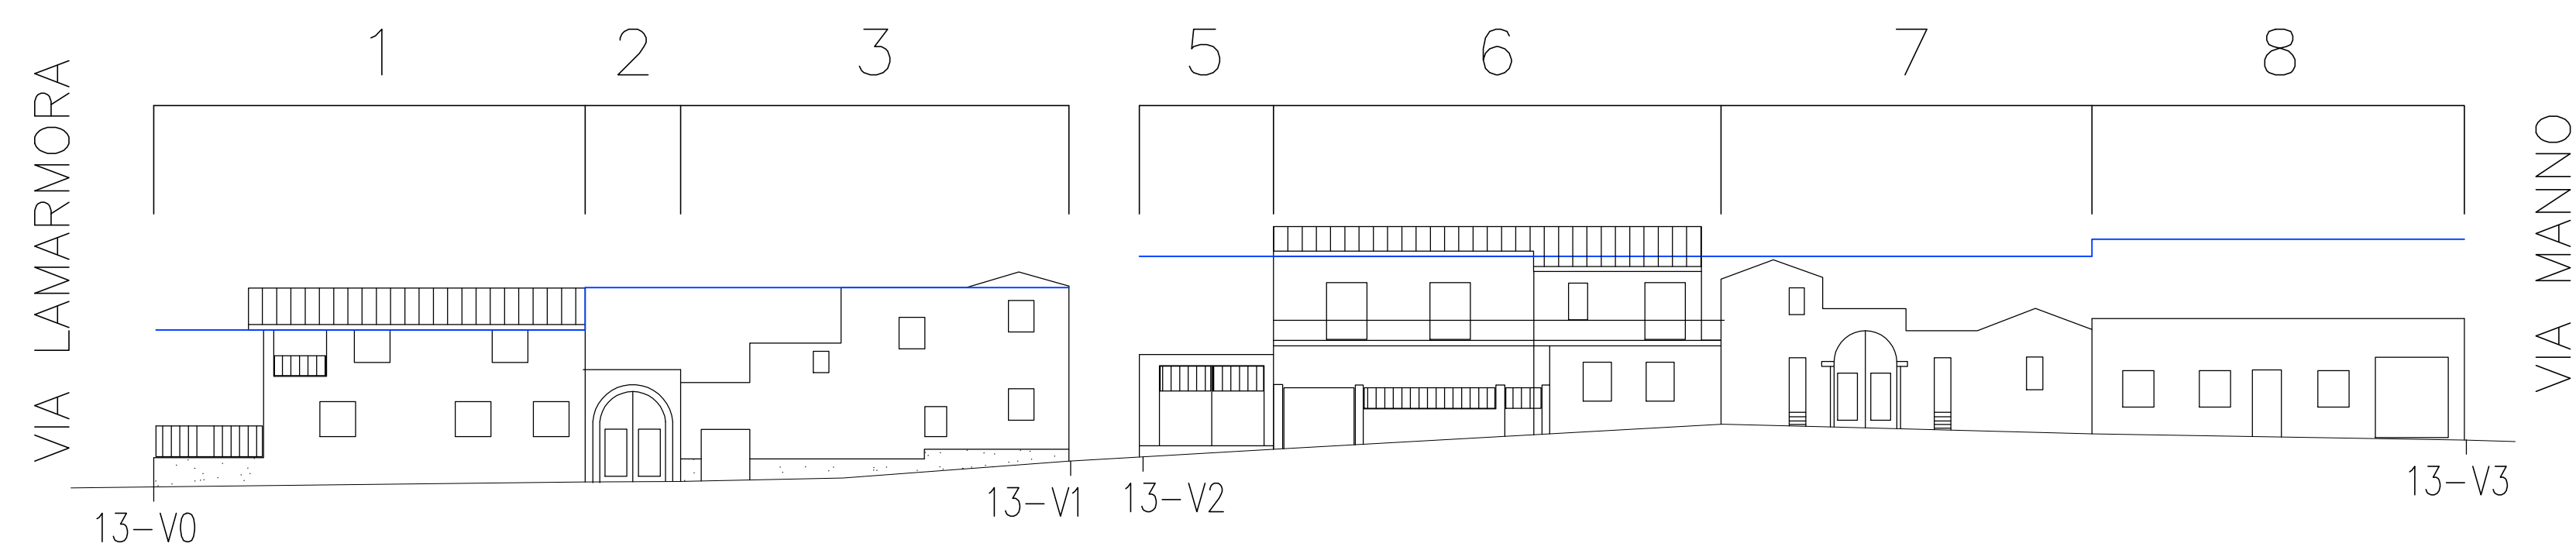 1 2 3 5 6 7 8
VIA LAMARMORA
VIA MANNO
13-V0
13-V1
13-V2
13-V3